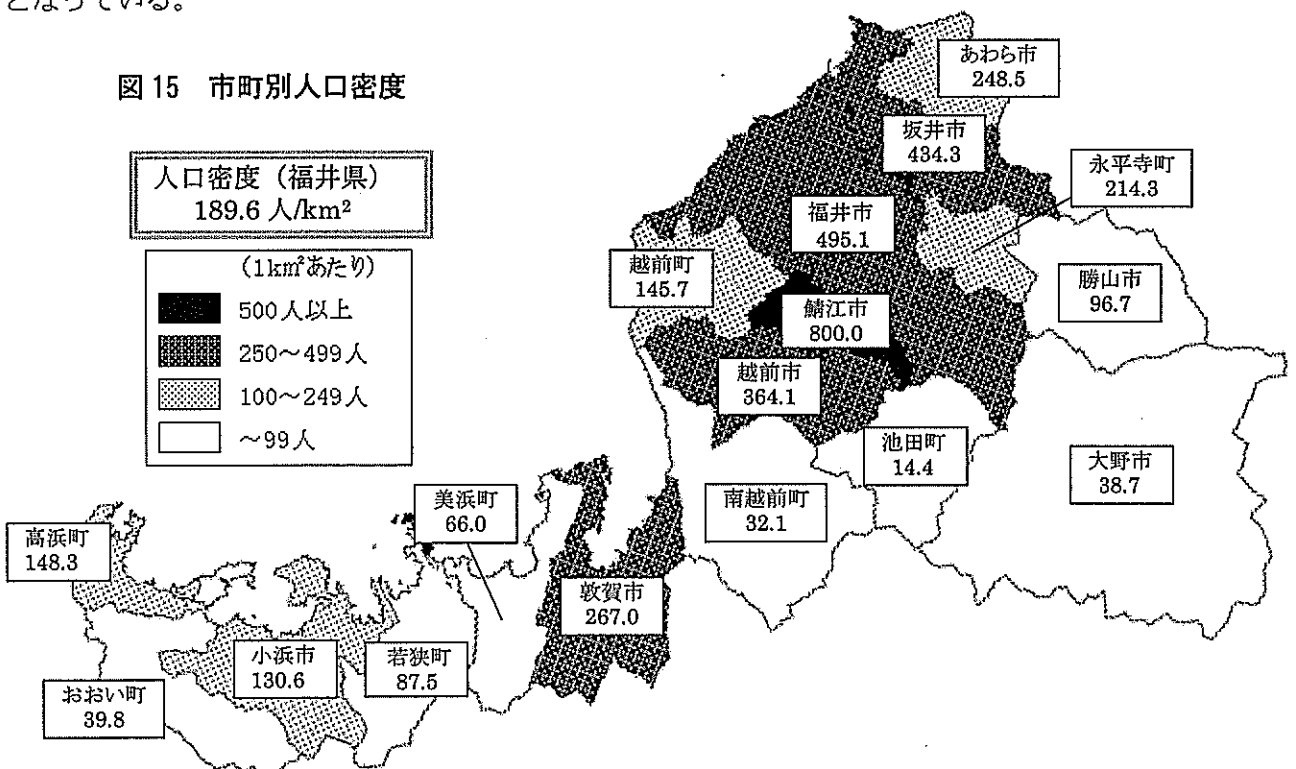 となっている。
図 15 市町別人口密度
人口密度（福井県）
189.6 人/km²
(1km²あたり)
500人以上
250～499人
100～249人
～99人
あわら市
248.5
坂井市
434.3
永平寺町
214.3
福井市
495.1
越前町
145.7
勝山市
96.7
鯖江市
800.0
越前市
364.1
池田町
14.4
大野市
38.7
南越前町
32.1
美浜町
66.0
高浜町
148.3
敦賀市
267.0
小浜市
130.6
若狭町
87.5
おおい町
39.8